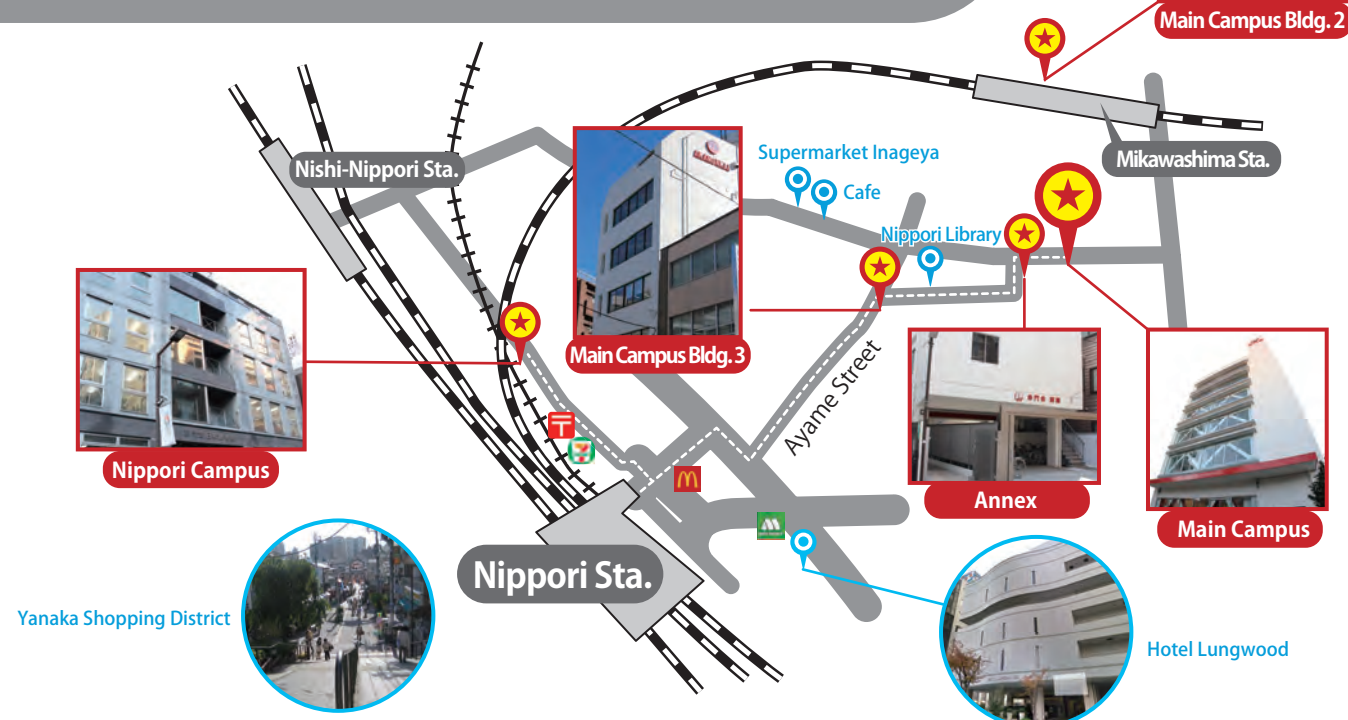 Main Campus Bldg. 2
Nishi-Nippori Sta.
Supermarket Inageya
Cafe
Mikawashima Sta.
Nippori Library
Main Campus Bldg. 3
Ayame Street
Nippori Campus
Annex
Main Campus
Nippori Sta.
Yanaka Shopping District
Hotel Lungwood